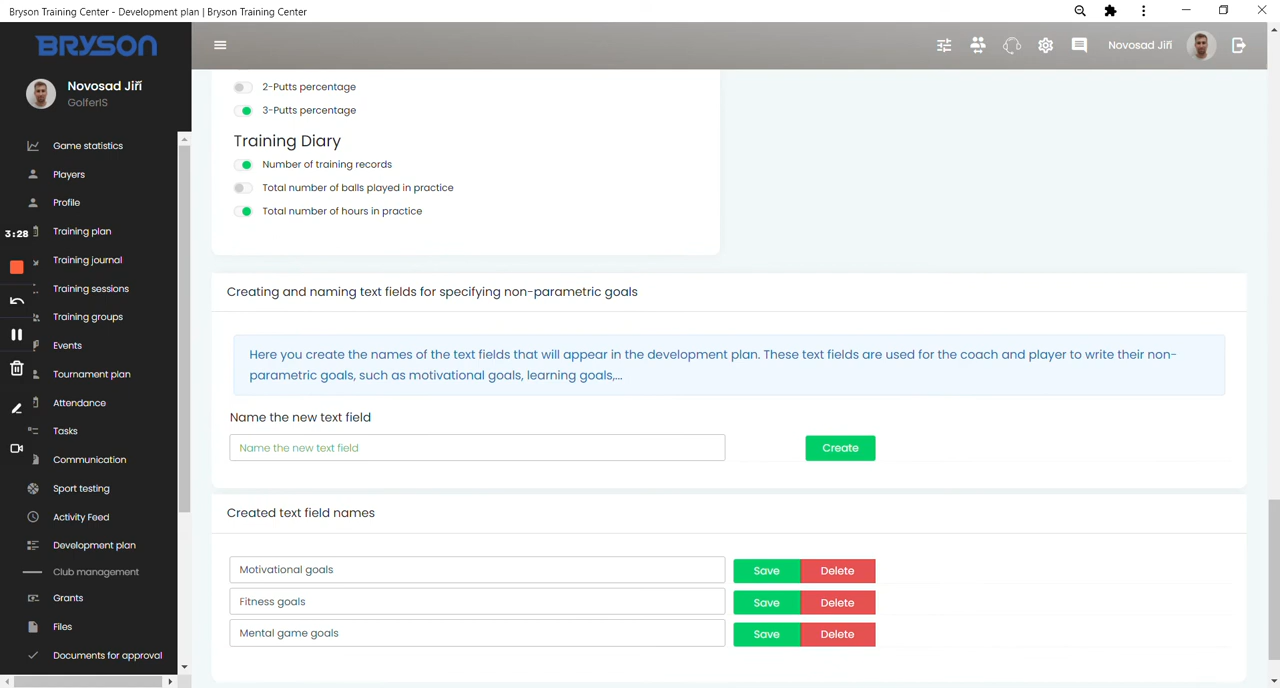 Bryson Training Center - Development plan | Bryson Training Center
BRYSON
Novosad Jiří
Novosad Jiří
GolferIS
Game statistics
Players
Profile
3:28
Training plan
Training journal
Training sessions
Training groups
Events
Tournament plan
Attendance
Tasks
Communication
Sport testing
Activity Feed
Development plan
Club management
Grants
Files
Documents for approval
2-Putts percentage
3-Putts percentage
Training Diary
Number of training records
Total number of balls played in practice
Total number of hours in practice
Creating and naming text fields for specifying non-parametric goals
Here you create the names of the text fields that will appear in the development plan. These text fields are used for the coach and player to write their non-
parametric goals, such as motivational goals, learning goals,...
Name the new text field
Name the new text field
Create
Created text field names
Motivational goals Save Delete
Fitness goals Save Delete
Mental game goals Save Delete